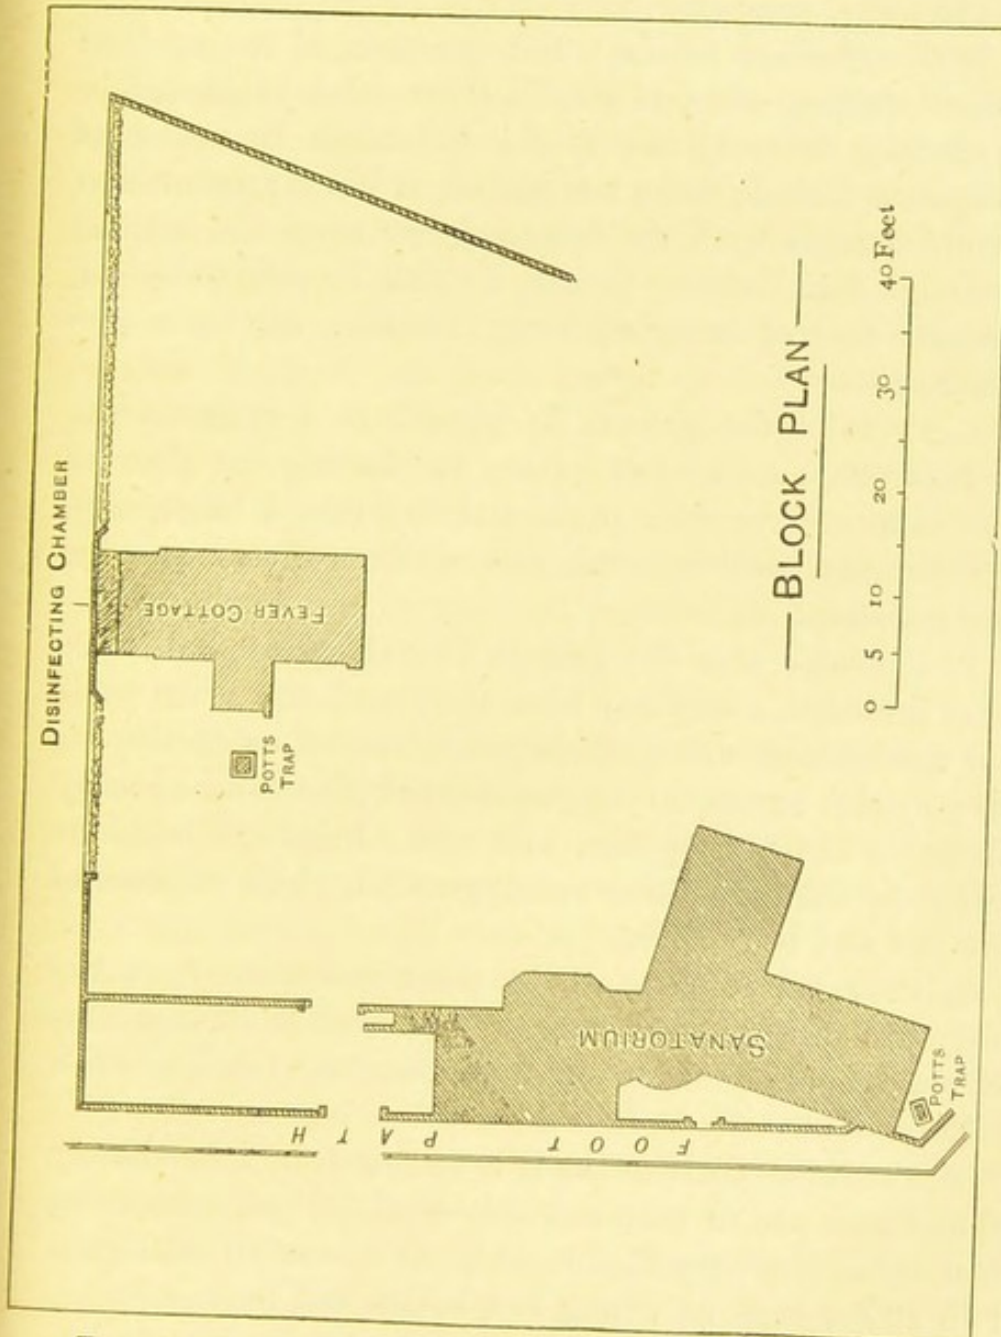 DISINFECTING CHAMBER
FEVER COTTAGE
POTTS
TRAP
BLOCK PLAN
0 5 10 20 30 40 Feet
SANATORIUM
POTTS
TRAP
FOOT PATH